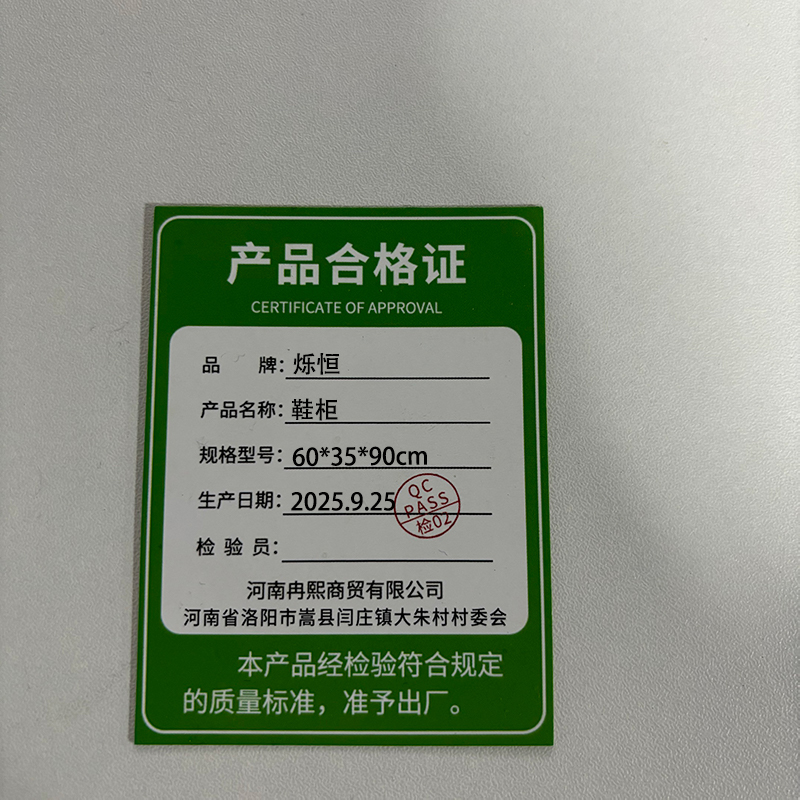 产品合格证
CERTIFICATE OF APPROVAL
品 牌：烁恒
产品名称：鞋柜
规格型号：60*35*90cm
生产日期：2025.9.25
QC
PASS
检02
检 验 员：
河南冉熙商贸有限公司
河南省洛阳市嵩县闫庄镇大朱村村委会
本产品经检验符合规定
的质量标准，准予出厂。